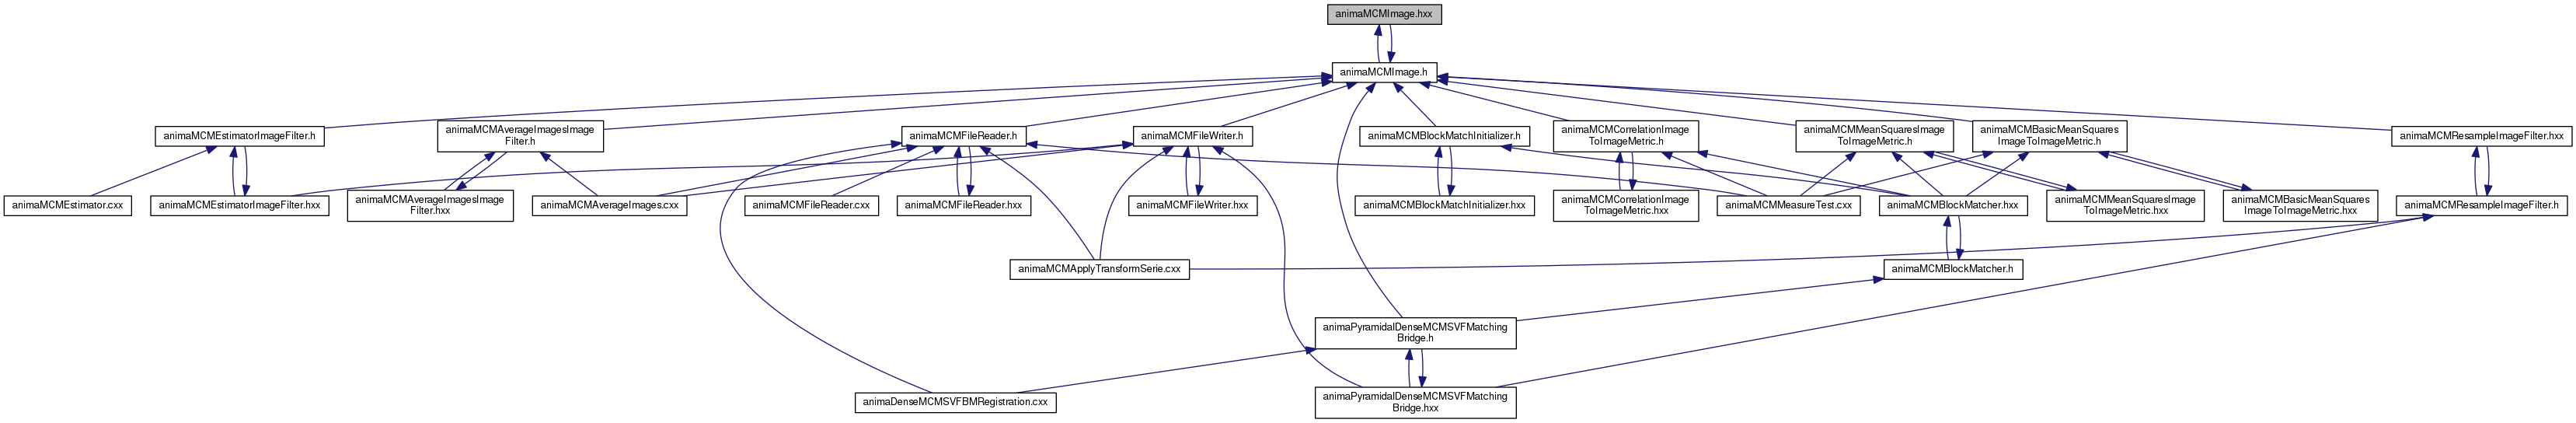 animaMCMImage.hxx
animaMCMImage.h
animaMCMEstimatorImageFilter.h
animaMCMAverageImagesImage
Filter.h
animaMCMFileReader.h
animaMCMFileWriter.h
animaMCMBlockMatchInitializer.h
animaMCMCorrelationImage
ToImageMetric.h
animaMCMMeanSquaresImage
ToImageMetric.h
animaMCMBasicMeanSquares
ImageToImageMetric.h
animaMCMResampleImageFilter.hxx
animaMCMEstimator.cxx
animaMCMEstimatorImageFilter.hxx
animaMCMAverageImagesImage
Filter.hxx
animaMCMAverageImages.cxx
animaMCMFileReader.cxx
animaMCMFileReader.hxx
animaMCMFileWriter.hxx
animaMCMBlockMatchInitializer.hxx
animaMCMCorrelationImage
ToImageMetric.hxx
animaMCMMeasureTest.cxx
animaMCMBlockMatcher.hxx
animaMCMMeanSquaresImage
ToImageMetric.hxx
animaMCMBasicMeanSquares
ImageToImageMetric.hxx
animaMCMResampleImageFilter.h
animaMCMApplyTransformSerie.cxx
animaMCMBlockMatcher.h
animaPyramidalDenseMCMSVFMatching
Bridge.h
animaDenseMCMSVFBMRegistration.cxx
animaPyramidalDenseMCMSVFMatching
Bridge.hxx